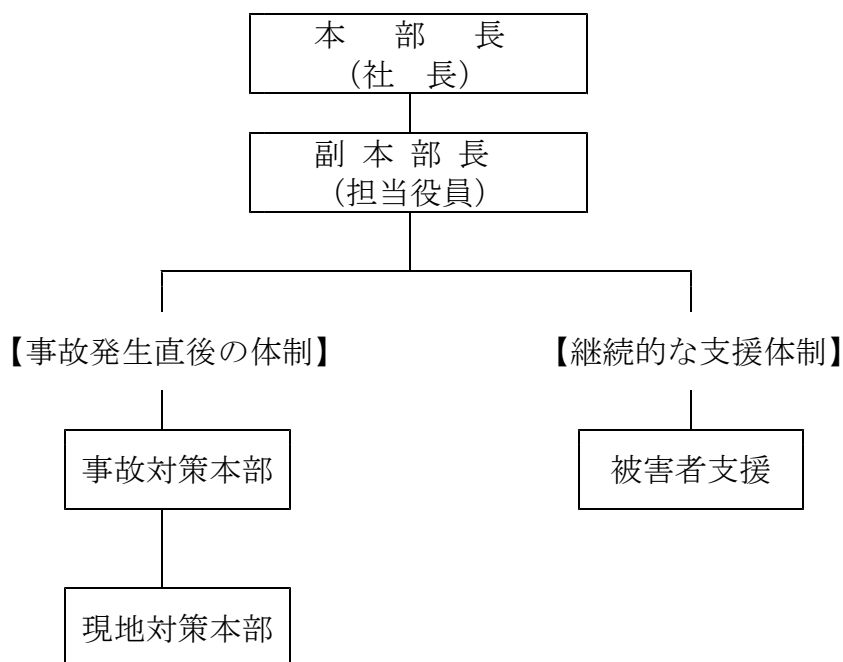 本 部 長
(社 長)
副 本 部 長
(担当役員)
【事故発生直後の体制】
【継続的な支援体制】
事故対策本部
被害者支援
現地対策本部